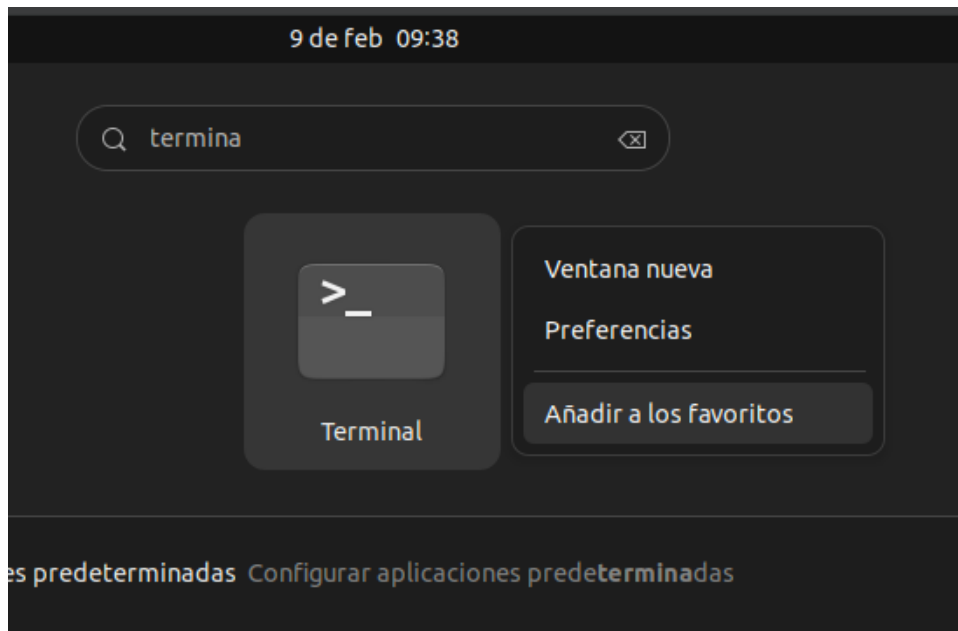 9 de feb 09:38
termina
>_
Terminal
Ventana nueva
Preferencias
Añadir a los favoritos
es predeterminadas Configurar aplicaciones predeterminadas